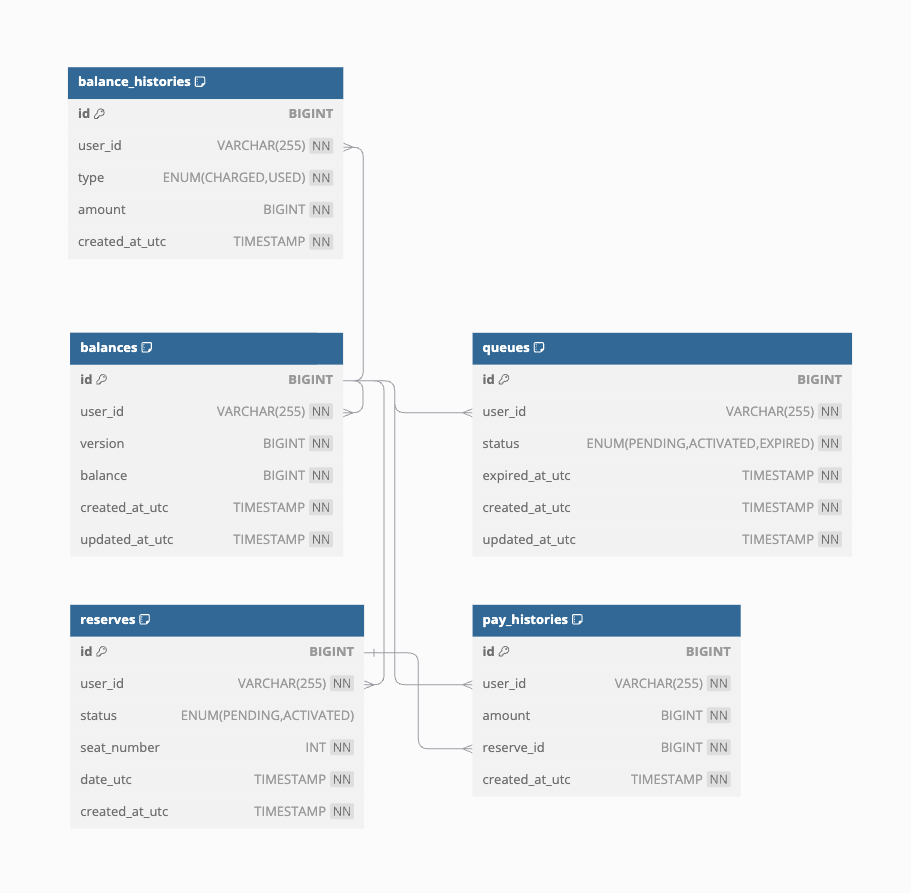 balance_histories
id BIGINT
user_id VARCHAR(255) NN
type ENUM(CHARGED,USED) NN
amount BIGINT NN
created_at_utc TIMESTAMP NN
balances
id BIGINT
user_id VARCHAR(255) NN
version BIGINT NN
balance BIGINT NN
created_at_utc TIMESTAMP NN
updated_at_utc TIMESTAMP NN
queues
id BIGINT
user_id VARCHAR(255) NN
status ENUM(PENDING,ACTIVATED,EXPIRED) NN
expired_at_utc TIMESTAMP NN
created_at_utc TIMESTAMP NN
updated_at_utc TIMESTAMP NN
reserves
id BIGINT
user_id VARCHAR(255) NN
status ENUM(PENDING,ACTIVATED)
seat_number INT NN
date_utc TIMESTAMP NN
created_at_utc TIMESTAMP NN
pay_histories
id BIGINT
user_id VARCHAR(255) NN
amount BIGINT NN
reserve_id BIGINT NN
created_at_utc TIMESTAMP NN